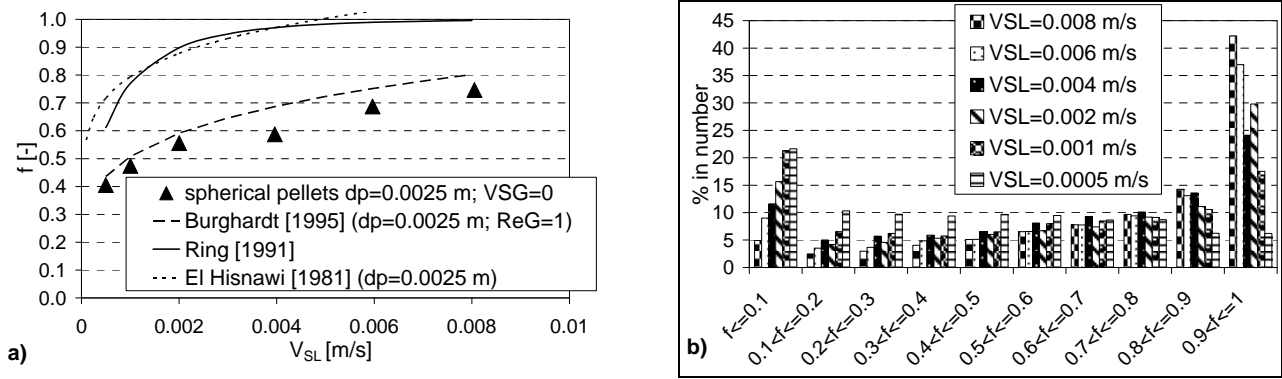 1.0
0.9
0.8
0.7
0.6
0.5
0.4
0.3
0.2
0.1
0.0
f [-]
▲ spherical pellets dp=0.0025 m; VSG=0
Burghardt [1995] (dp=0.0025 m; ReG=1)
Ring [1991]
El Hisnawi [1981] (dp=0.0025 m)
0 0.002 0.004 0.006 0.008 0.01
V_SL [m/s]
a)
45
40
35
30
25
20
15
10
5
0
% in number
VSL=0.008 m/s
VSL=0.006 m/s
VSL=0.004 m/s
VSL=0.002 m/s
VSL=0.001 m/s
VSL=0.0005 m/s
f<=0.1
0.1<f<=0.2
0.2<f<=0.3
0.3<f<=0.4
0.4<f<=0.5
0.5<f<=0.6
0.6<f<=0.7
0.7<f<=0.8
0.8<f<=0.9
0.9<f<=1
b)